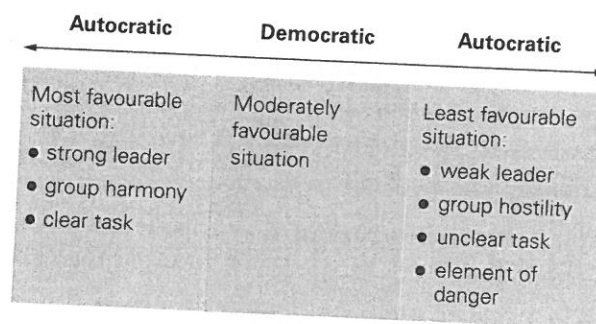 Autocratic Democratic Autocratic
Most favourable
situation:
• strong leader
• group harmony
• clear task
Moderately
favourable
situation
Least favourable
situation:
• weak leader
• group hostility
• unclear task
• element of
danger